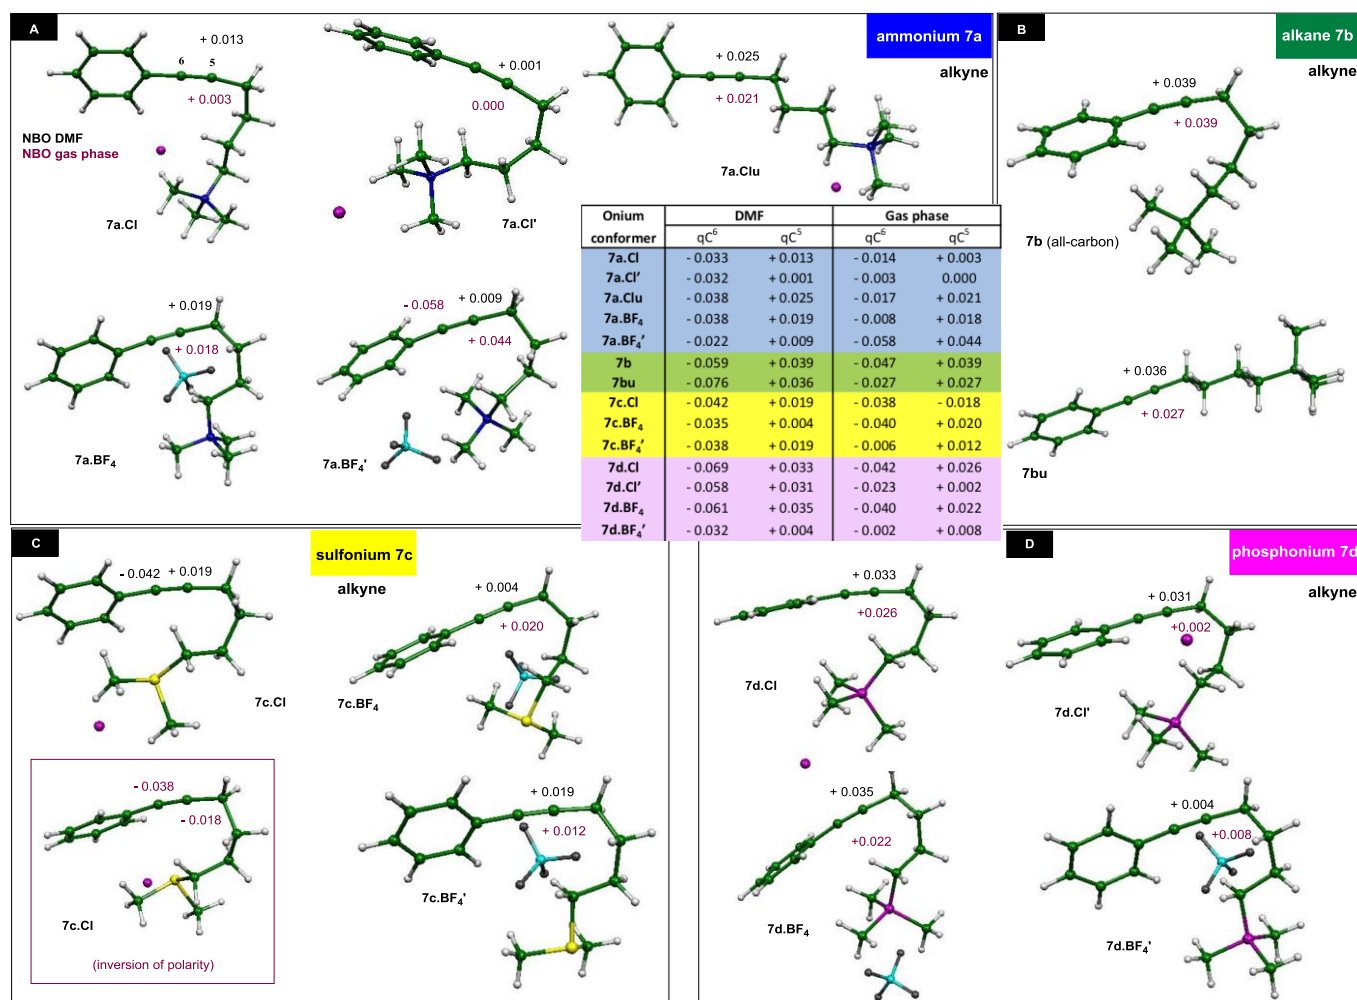 A
ammonium 7a
alkyne
+ 0.013
6 5
+ 0.003
NBO DMF
NBO gas phase
7a.Cl
+ 0.001
0.000
7a.Cl'
+ 0.025
+ 0.021
7a.Clu
+ 0.019
+ 0.018
7a.BF4
- 0.058
+ 0.009
+ 0.044
7a.BF4'
B
alkane 7b
alkyne
+ 0.039
+ 0.039
7b (all-carbon)
+ 0.036
+ 0.027
7bu
Onium conformer DMF Gas phase
qC6 qC5 qC6 qC5
7a.Cl - 0.033 + 0.013 - 0.014 + 0.003
7a.Cl' - 0.032 + 0.001 - 0.003 0.000
7a.Clu - 0.038 + 0.025 - 0.017 + 0.021
7a.BF4 - 0.038 + 0.019 - 0.008 + 0.018
7a.BF4' - 0.022 + 0.009 - 0.058 + 0.044
7b - 0.059 + 0.039 - 0.047 + 0.039
7bu - 0.076 + 0.036 - 0.027 + 0.027
7c.Cl - 0.042 + 0.019 - 0.038 - 0.018
7c.BF4 - 0.035 + 0.004 - 0.040 + 0.020
7c.BF4' - 0.038 + 0.019 - 0.006 + 0.012
7d.Cl - 0.069 + 0.033 - 0.042 + 0.026
7d.Cl' - 0.058 + 0.031 - 0.023 + 0.002
7d.BF4 - 0.061 + 0.035 - 0.040 + 0.022
7d.BF4' - 0.032 + 0.004 - 0.002 + 0.008
C
sulfonium 7c
alkyne
- 0.042 + 0.019
7c.Cl
+ 0.004
+ 0.020
7c.BF4
- 0.038
- 0.018
7c.Cl
(inversion of polarity)
+ 0.019
+ 0.012
7c.BF4'
D
phosphonium 7d
alkyne
+ 0.033
+0.026
7d.Cl
+ 0.031
+0.002
7d.Cl'
+ 0.035
+0.022
7d.BF4
+ 0.004
+0.008
7d.BF4'